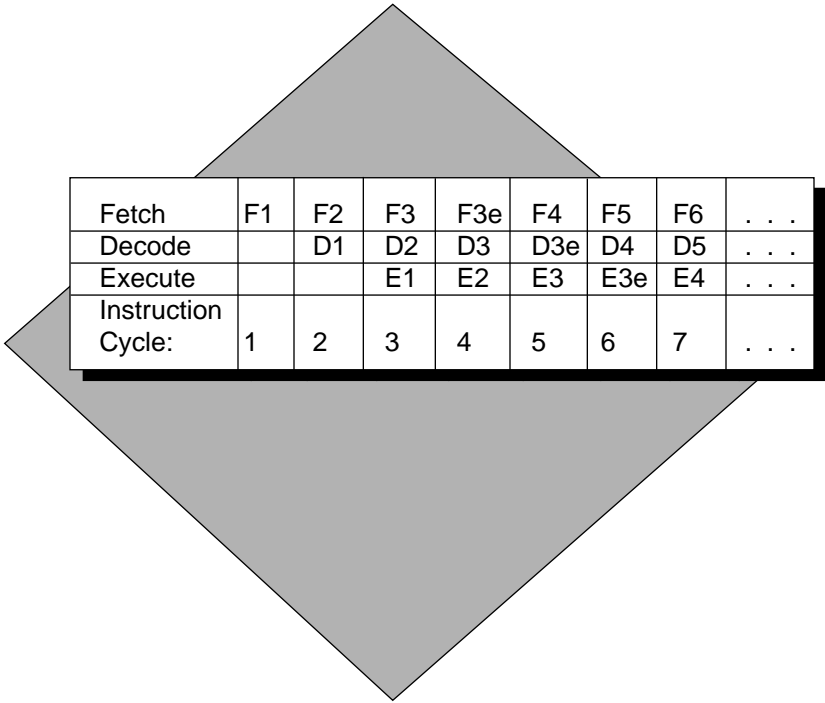 Fetch F1 F2 F3 F3e F4 F5 F6 . . .
Decode D1 D2 D3 D3e D4 D5 . . .
Execute E1 E2 E3 E3e E4 . . .
Instruction
Cycle: 1 2 3 4 5 6 7 . . .